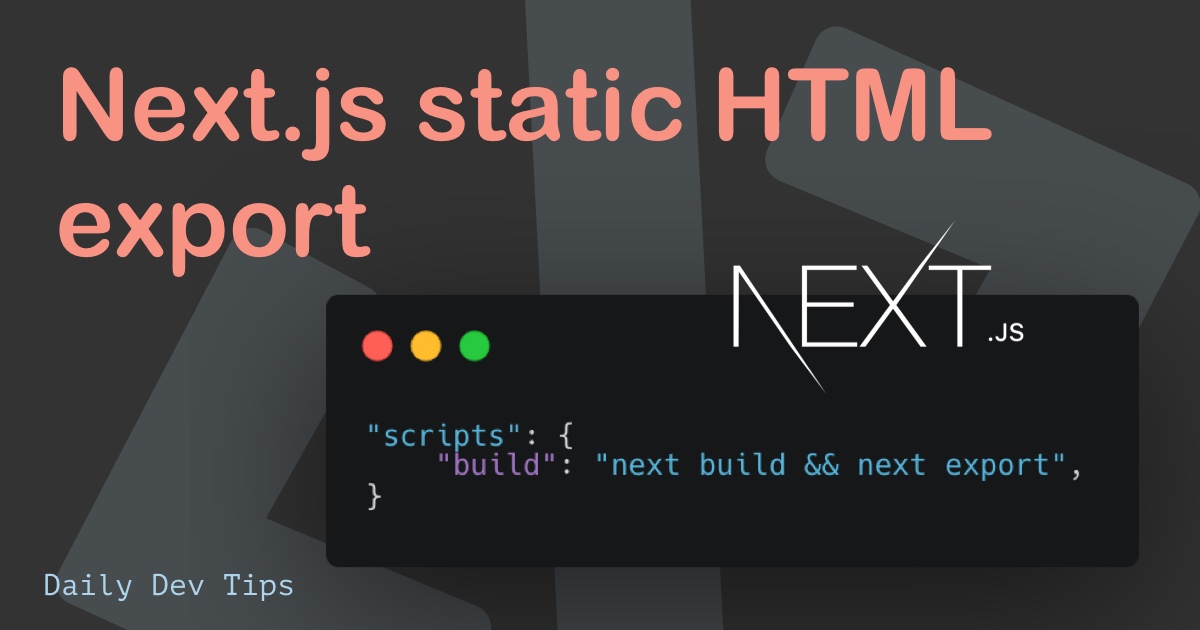 Next.js static HTML
export
NEXT.JS
"scripts": {
"build": "next build && next export",
}
Daily Dev Tips